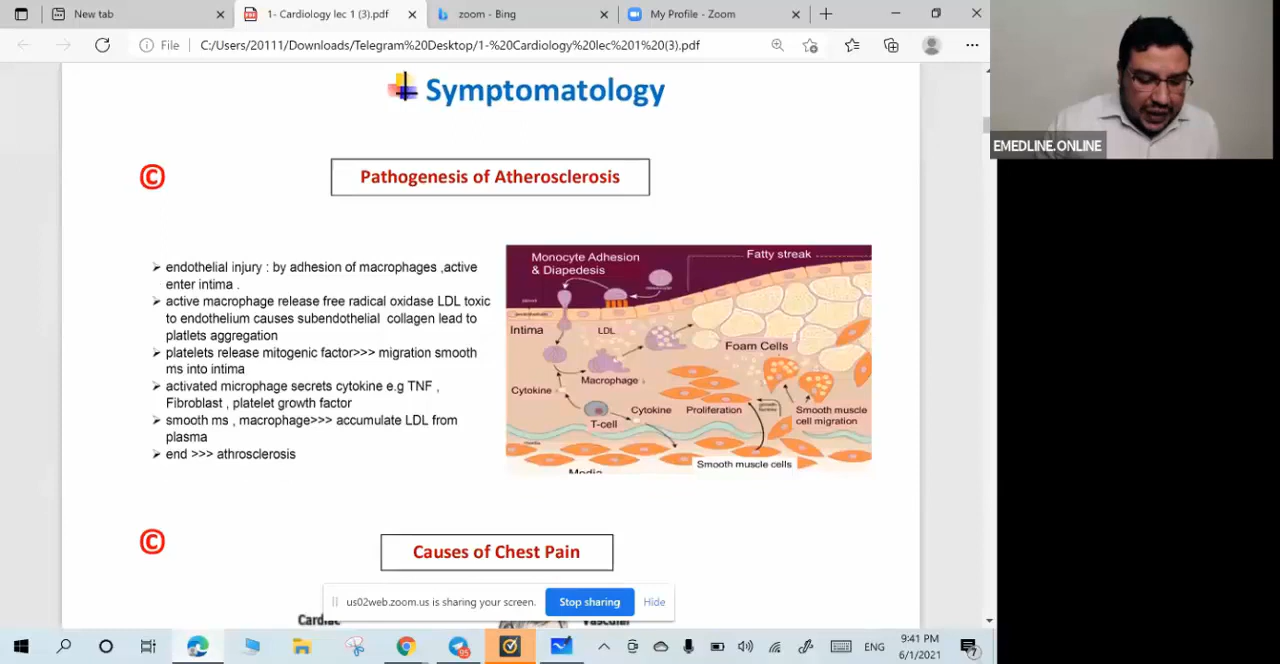 New tab
1- Cardiology lec 1 (3).pdf
zoom - Bing
My Profile - Zoom
File
C:/Users/20111/Downloads/Telegram%20Desktop/1-%20Cardiology%20lec%201%20(3).pdf
EMEDLINE.ONLINE
Symptomatology
©
Pathogenesis of Atherosclerosis
➢ endothelial injury : by adhesion of macrophages ,active
enter intima .
➢ active macrophage release free radical oxidase LDL toxic
to endothelium causes subendothelial collagen lead to
platlets aggregation
➢ platelets release mitogenic factor>>> migration smooth
ms into intima
➢ activated microphage secrets cytokine e.g TNF ,
Fibroblast , platelet growth factor
➢ smooth ms , macrophage>>> accumulate LDL from
plasma
➢ end >>> athrosclerosis
Monocyte Adhesion
& Diapedesis
Fatty streak
Intima
LDL
Foam Cells
Macrophage
Cytokine
Cytokine
Proliferation
T-cell
Smooth muscle
cell migration
Smooth muscle cells
Media
©
Causes of Chest Pain
us02web.zoom.us is sharing your screen.
Stop sharing
Hide
Cardiac
Vascular
85
ENG
9:41 PM
6/1/2021
7